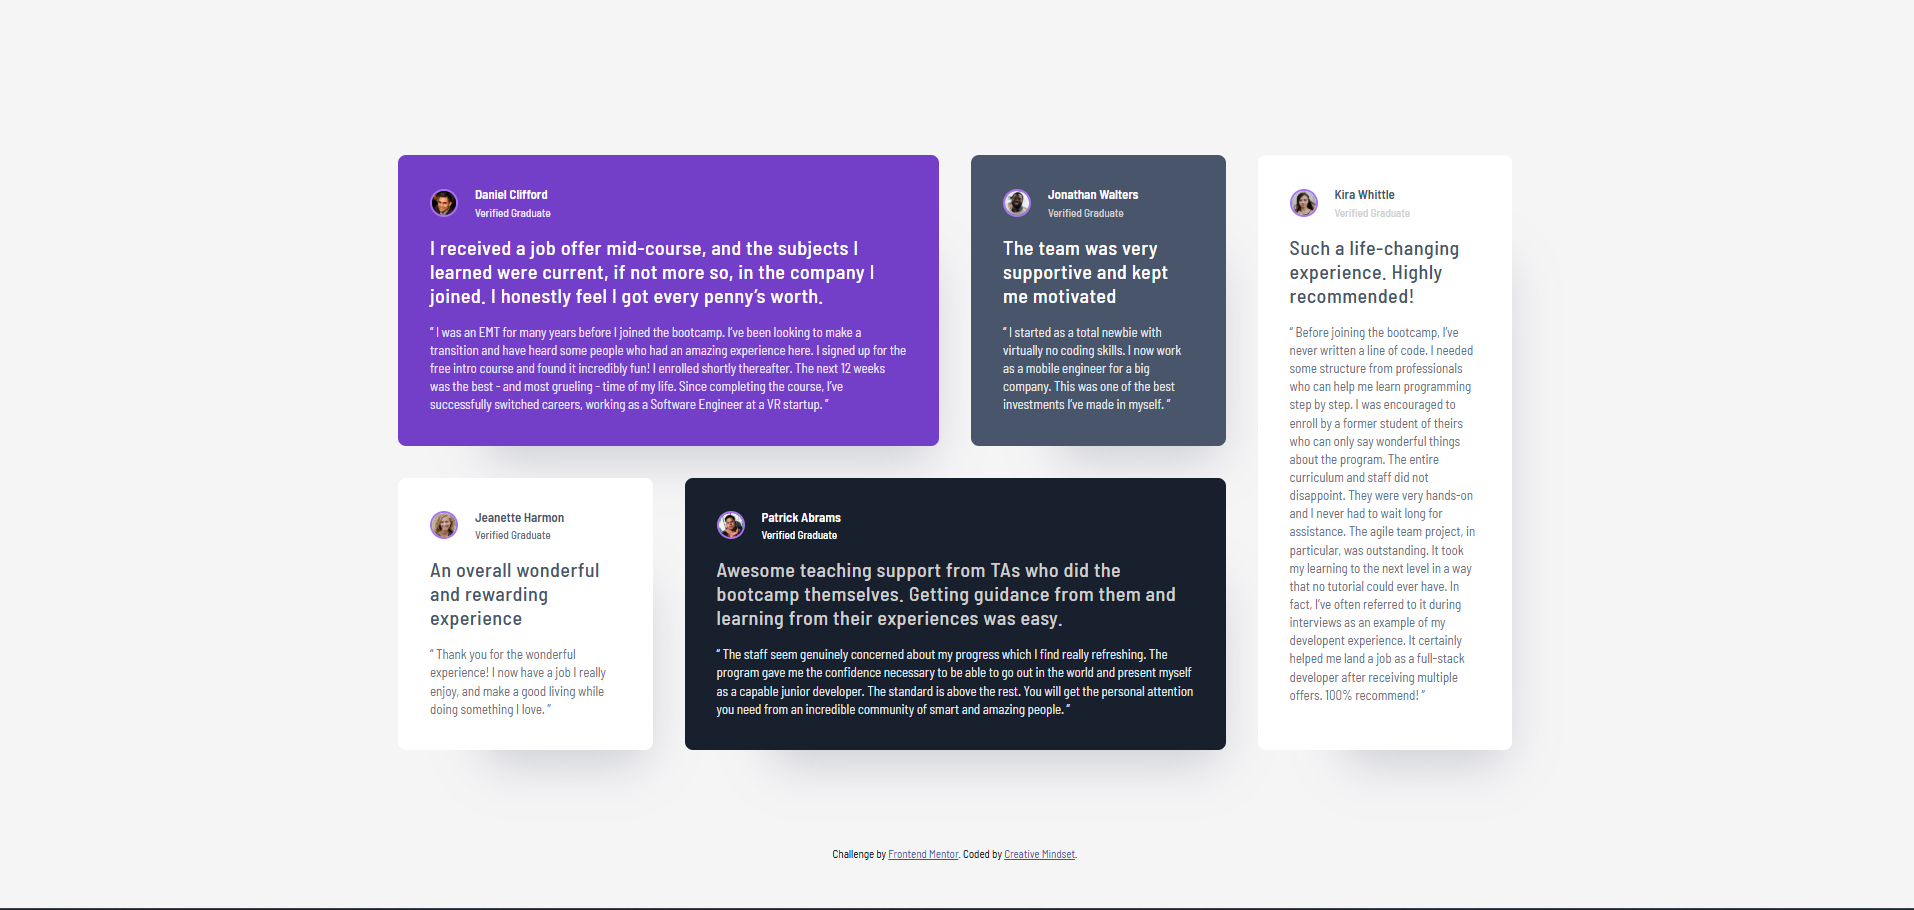 Daniel Clifford
Verified Graduate
I received a job offer mid-course, and the subjects I
learned were current, if not more so, in the company I
joined. I honestly feel I got every penny’s worth.
“ I was an EMT for many years before I joined the bootcamp. I’ve been looking to make a
transition and have heard some people who had an amazing experience here. I signed up for the
free intro course and found it incredibly fun! I enrolled shortly thereafter. The next 12 weeks
was the best - and most grueling - time of my life. Since completing the course, I’ve
successfully switched careers, working as a Software Engineer at a VR startup. ”
Jonathan Walters
Verified Graduate
The team was very
supportive and kept
me motivated
“ I started as a total newbie with
virtually no coding skills. I now work
as a mobile engineer for a big
company. This was one of the best
investments I’ve made in myself. ”
Kira Whittle
Verified Graduate
Such a life-changing
experience. Highly
recommended!
“ Before joining the bootcamp, I’ve
never written a line of code. I needed
some structure from professionals
who can help me learn programming
step by step. I was encouraged to
enroll by a former student of theirs
who can only say wonderful things
about the program. The entire
curriculum and staff did not
disappoint. They were very hands-on
and I never had to wait long for
assistance. The agile team project, in
particular, was outstanding. It took
my learning to the next level in a way
that no tutorial could ever have. In
fact, I’ve often referred to it during
interviews as an example of my
developent experience. It certainly
helped me land a job as a full-stack
developer after receiving multiple
offers. 100% recommend! ”
Jeanette Harmon
Verified Graduate
An overall wonderful
and rewarding
experience
“ Thank you for the wonderful
experience! I now have a job I really
enjoy, and make a good living while
doing something I love. ”
Patrick Abrams
Verified Graduate
Awesome teaching support from TAs who did the
bootcamp themselves. Getting guidance from them and
learning from their experiences was easy.
“ The staff seem genuinely concerned about my progress which I find really refreshing. The
program gave me the confidence necessary to be able to go out in the world and present myself
as a capable junior developer. The standard is above the rest. You will get the personal attention
you need from an incredible community of smart and amazing people. ”
Challenge by Frontend Mentor. Coded by Creative Mindset.